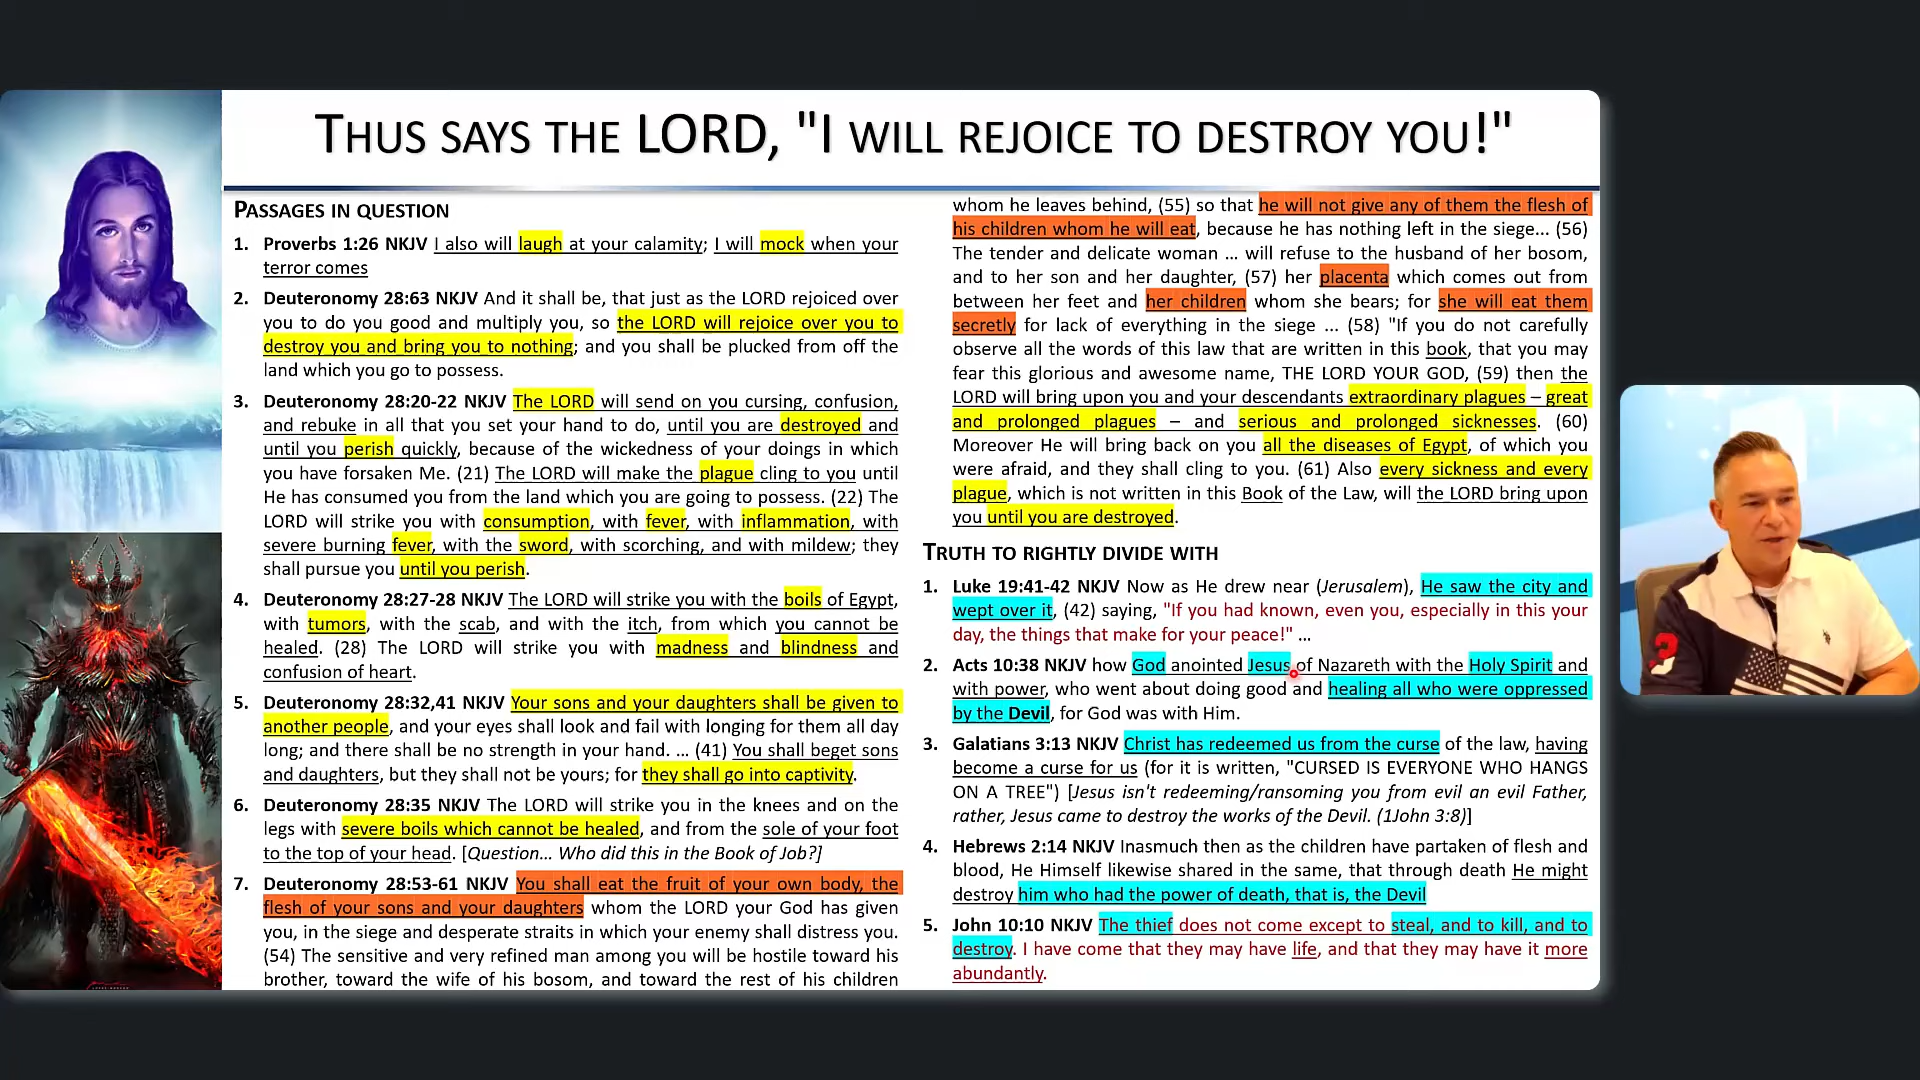 THUS SAYS THE LORD, "I WILL REJOICE TO DESTROY YOU!"
PASSAGES IN QUESTION
1. Proverbs 1:26 NKJV I also will laugh at your calamity; I will mock when your
terror comes
2. Deuteronomy 28:63 NKJV And it shall be, that just as the LORD rejoiced over
you to do you good and multiply you, so the LORD will rejoice over you to
destroy you and bring you to nothing; and you shall be plucked from off the
land which you go to possess.
3. Deuteronomy 28:20-22 NKJV The LORD will send on you cursing, confusion,
and rebuke in all that you set your hand to do, until you are destroyed and
until you perish quickly, because of the wickedness of your doings in which
you have forsaken Me. (21) The LORD will make the plague cling to you until
He has consumed you from the land which you are going to possess. (22) The
LORD will strike you with consumption, with fever, with inflammation, with
severe burning fever, with the sword, with scorching, and with mildew; they
shall pursue you until you perish.
4. Deuteronomy 28:27-28 NKJV The LORD will strike you with the boils of Egypt,
with tumors, with the scab, and with the itch, from which you cannot be
healed. (28) The LORD will strike you with madness and blindness and
confusion of heart.
5. Deuteronomy 28:32,41 NKJV Your sons and your daughters shall be given to
another people, and your eyes shall look and fail with longing for them all day
long; and there shall be no strength in your hand. ... (41) You shall beget sons
and daughters, but they shall not be yours; for they shall go into captivity.
6. Deuteronomy 28:35 NKJV The LORD will strike you in the knees and on the
legs with severe boils which cannot be healed, and from the sole of your foot
to the top of your head. [Question... Who did this in the Book of Job?]
7. Deuteronomy 28:53-61 NKJV You shall eat the fruit of your own body, the
flesh of your sons and your daughters whom the LORD your God has given
you, in the siege and desperate straits in which your enemy shall distress you.
(54) The sensitive and very refined man among you will be hostile toward his
brother, toward the wife of his bosom, and toward the rest of his children
whom he leaves behind, (55) so that he will not give any of them the flesh of
his children whom he will eat, because he has nothing left in the siege... (56)
The tender and delicate woman ... will refuse to the husband of her bosom,
and to her son and her daughter, (57) her placenta which comes out from
between her feet and her children whom she bears; for she will eat them
secretly for lack of everything in the siege ... (58) "If you do not carefully
observe all the words of this law that are written in this book, that you may
fear this glorious and awesome name, THE LORD YOUR GOD, (59) then the
LORD will bring upon you and your descendants extraordinary plagues – great
and prolonged plagues – and serious and prolonged sicknesses. (60)
Moreover He will bring back on you all the diseases of Egypt, of which you
were afraid, and they shall cling to you. (61) Also every sickness and every
plague, which is not written in this Book of the Law, will the LORD bring upon
you until you are destroyed.
TRUTH TO RIGHTLY DIVIDE WITH
1. Luke 19:41-42 NKJV Now as He drew near (Jerusalem), He saw the city and
wept over it, (42) saying, "If you had known, even you, especially in this your
day, the things that make for your peace!" ...
2. Acts 10:38 NKJV how God anointed Jesus of Nazareth with the Holy Spirit and
with power, who went about doing good and healing all who were oppressed
by the Devil, for God was with Him.
3. Galatians 3:13 NKJV Christ has redeemed us from the curse of the law, having
become a curse for us (for it is written, "CURSED IS EVERYONE WHO HANGS
ON A TREE") [Jesus isn't redeeming/ransoming you from evil an evil Father,
rather, Jesus came to destroy the works of the Devil. (1John 3:8)]
4. Hebrews 2:14 NKJV Inasmuch then as the children have partaken of flesh and
blood, He Himself likewise shared in the same, that through death He might
destroy him who had the power of death, that is, the Devil
5. John 10:10 NKJV The thief does not come except to steal, and to kill, and to
destroy. I have come that they may have life, and that they may have it more
abundantly.